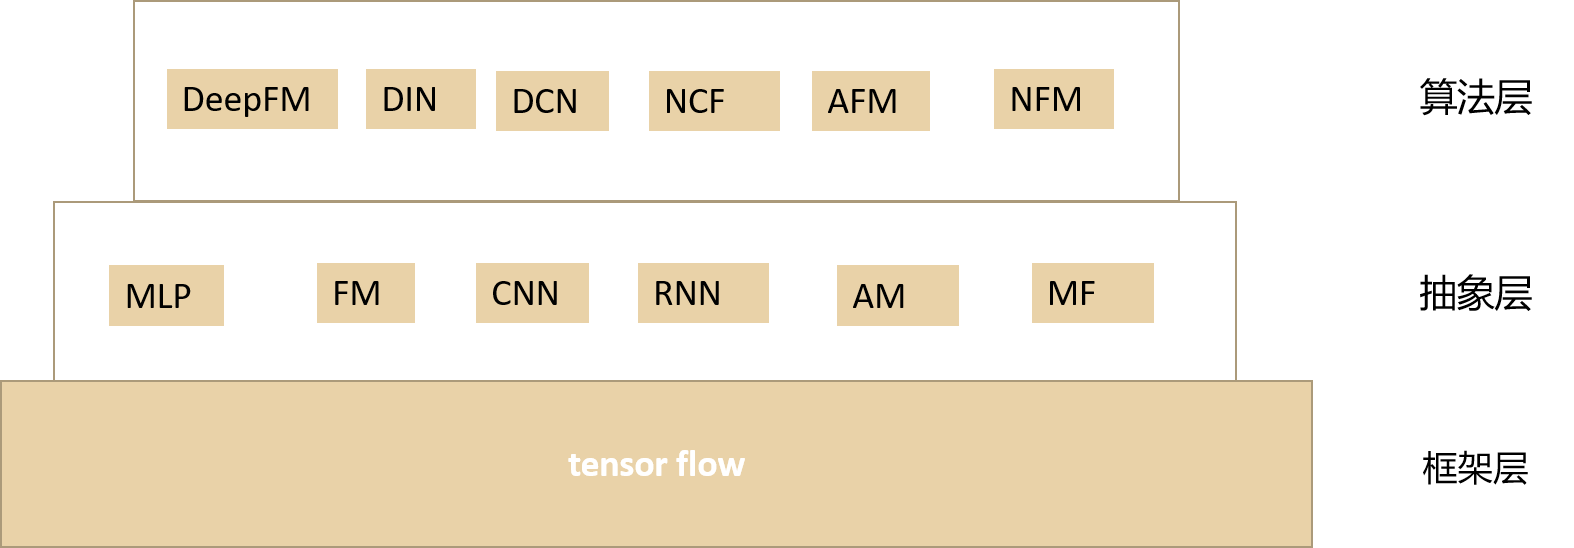 DeepFM DIN DCN NCF AFM NFM 算法层
MLP FM CNN RNN AM MF 抽象层
tensor flow 框架层